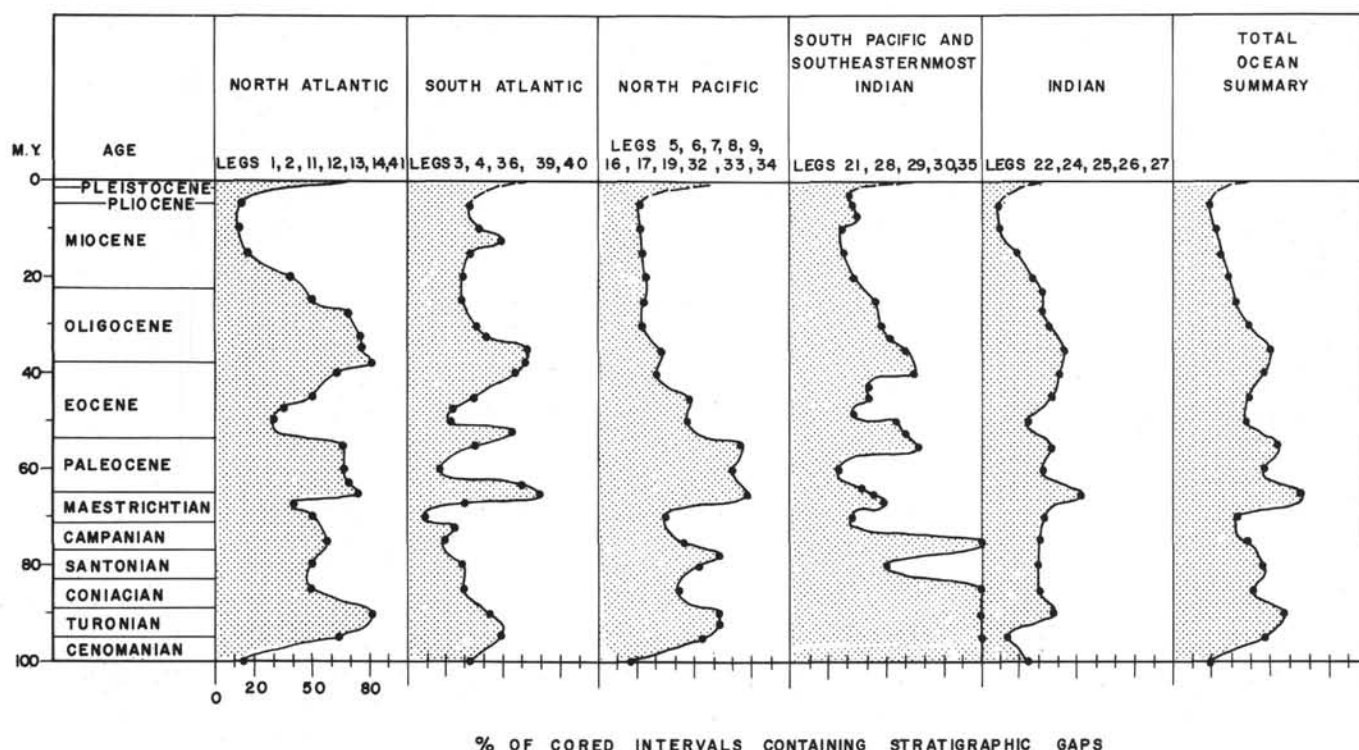 NORTH ATLANTIC
SOUTH ATLANTIC
NORTH PACIFIC
SOUTH PACIFIC AND
SOUTHEASTERNMOST
INDIAN
INDIAN
TOTAL
OCEAN
SUMMARY
M.Y.
AGE
LEGS 1, 2, 11, 12, 13, 14, 41
LEGS 3, 4, 36, 39, 40
LEGS 5, 6, 7, 8, 9,
16, 17, 19, 32, 33, 34
LEGS 21, 28, 29, 30, 35
LEGS 22, 24, 25, 26, 27
0
PLEISTOCENE
PLIOCENE
MIOCENE
20
OLIGOCENE
40
EOCENE
60
PALEOCENE
MAESTRICHTIAN
CAMPANIAN
80
SANTONIAN
CONIACIAN
TURONIAN
CENOMANIAN
100
0 20 50 80
% OF CORED INTERVALS CONTAINING STRATIGRAPHIC GAPS